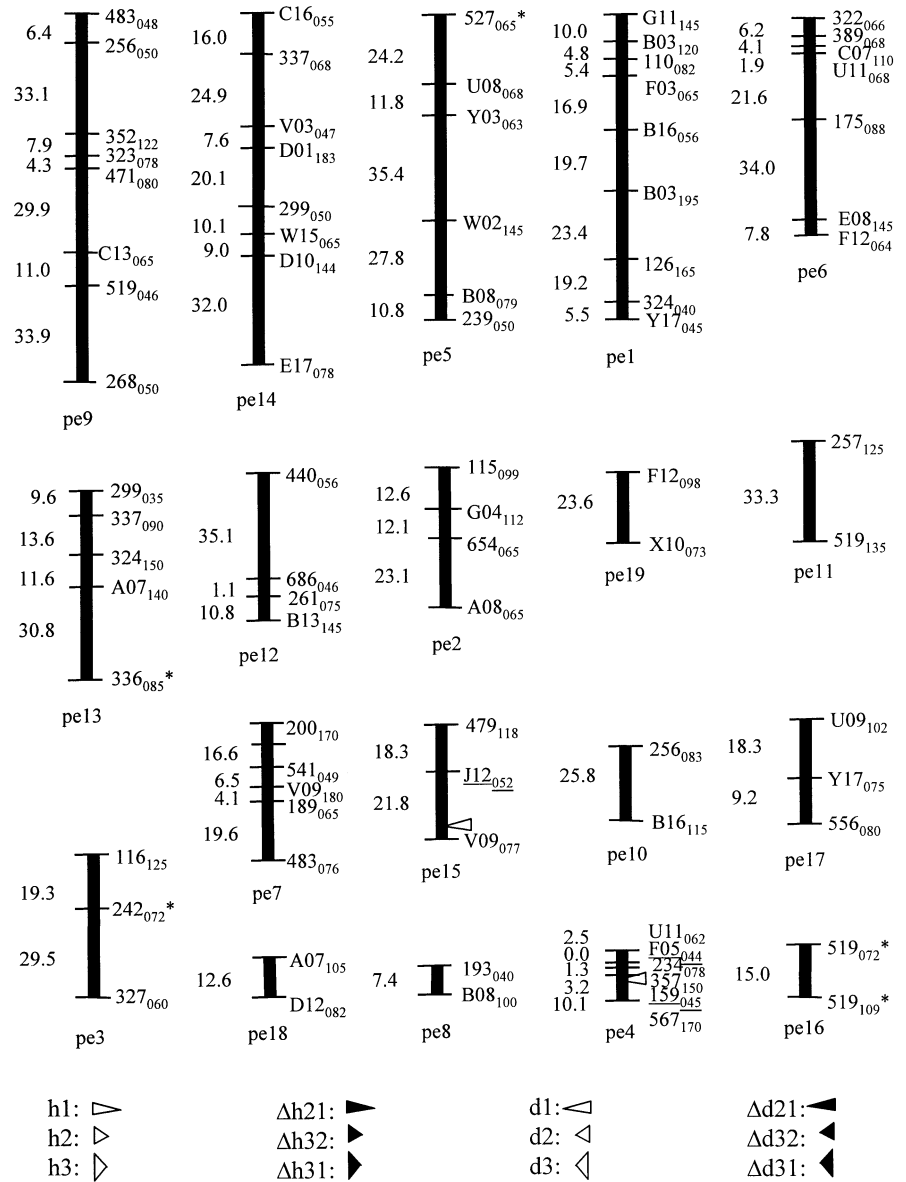 483048
6.4
256050
33.1
352122
7.9
323078
4.3
471080
29.9
C13065
11.0
519046
33.9
268050
pe9
C16055
16.0
337068
24.9
V03047
7.6
D01183
20.1
299050
10.1
W15065
9.0
D10144
32.0
E17078
pe14
527065*
24.2
U08068
11.8
Y03063
35.4
W02145
27.8
B08079
10.8
239050
pe5
G11145
10.0
B03120
4.8
110082
5.4
F03065
16.9
B16056
19.7
B03195
23.4
126165
19.2
324040
5.5
Y17045
pe1
322066
6.2
389068
4.1
C07110
1.9
U11068
21.6
175088
34.0
E08145
7.8
F12064
pe6
299035
9.6
337090
13.6
324150
11.6
A07140
30.8
336085*
pe13
440056
35.1
686046
1.1
261075
10.8
B13145
pe12
115099
12.6
G04112
12.1
654065
23.1
A08065
pe2
F12098
23.6
X10073
pe19
257125
33.3
519135
pe11
200170
16.6
541049
6.5
V09180
4.1
189065
19.6
483076
pe7
479118
18.3
J12052
21.8
V09077
pe15
256083
25.8
B16115
pe10
U09102
18.3
Y17075
9.2
556080
pe17
116125
19.3
242072*
29.5
327060
pe3
A07105
12.6
D12082
pe18
193040
7.4
B08100
pe8
U11062
2.5
F05044
0.0
234078
1.3
357150
3.2
159045
10.1
567170
pe4
519072*
15.0
519109*
pe16
h1: Δh21: d1: Δd21:
h2: Δh32: d2: Δd32:
h3: Δh31: d3: Δd31: